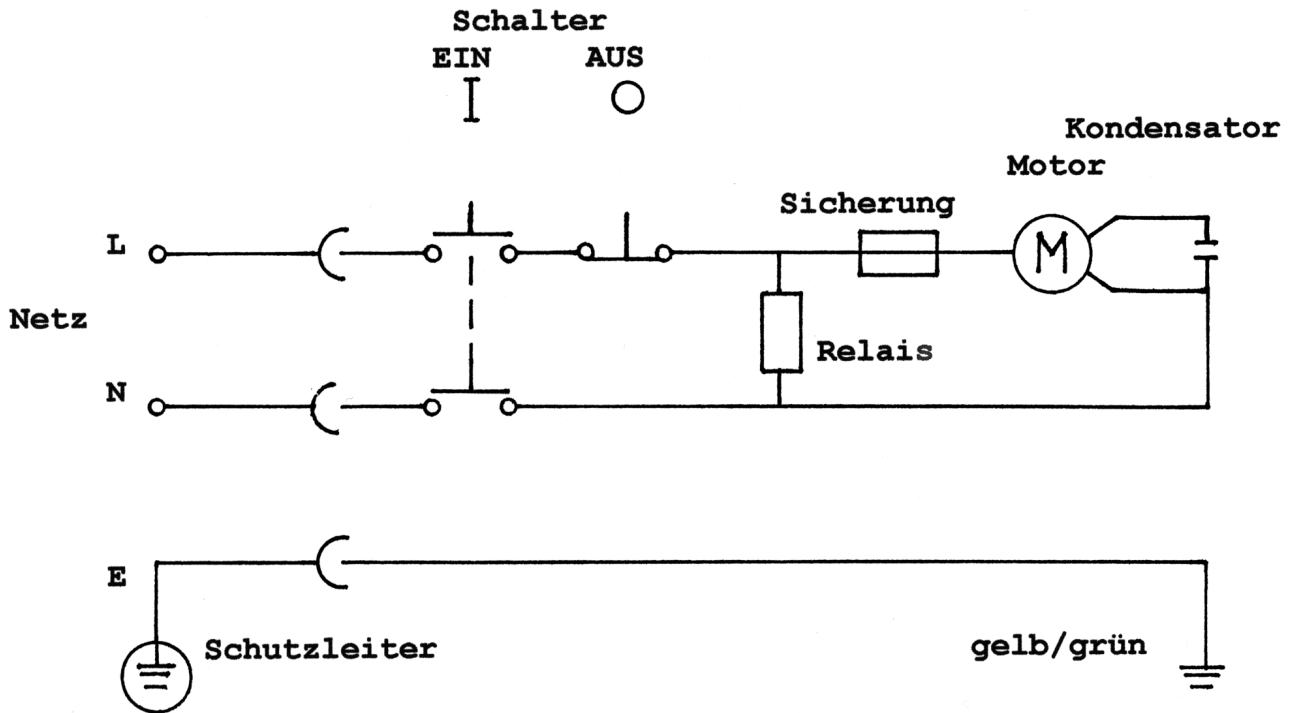 Schalter
EIN AUS
I O
Kondensator
Motor
Sicherung
L
M
Netz
Relais
N
E
Schutzleiter
gelb/grün